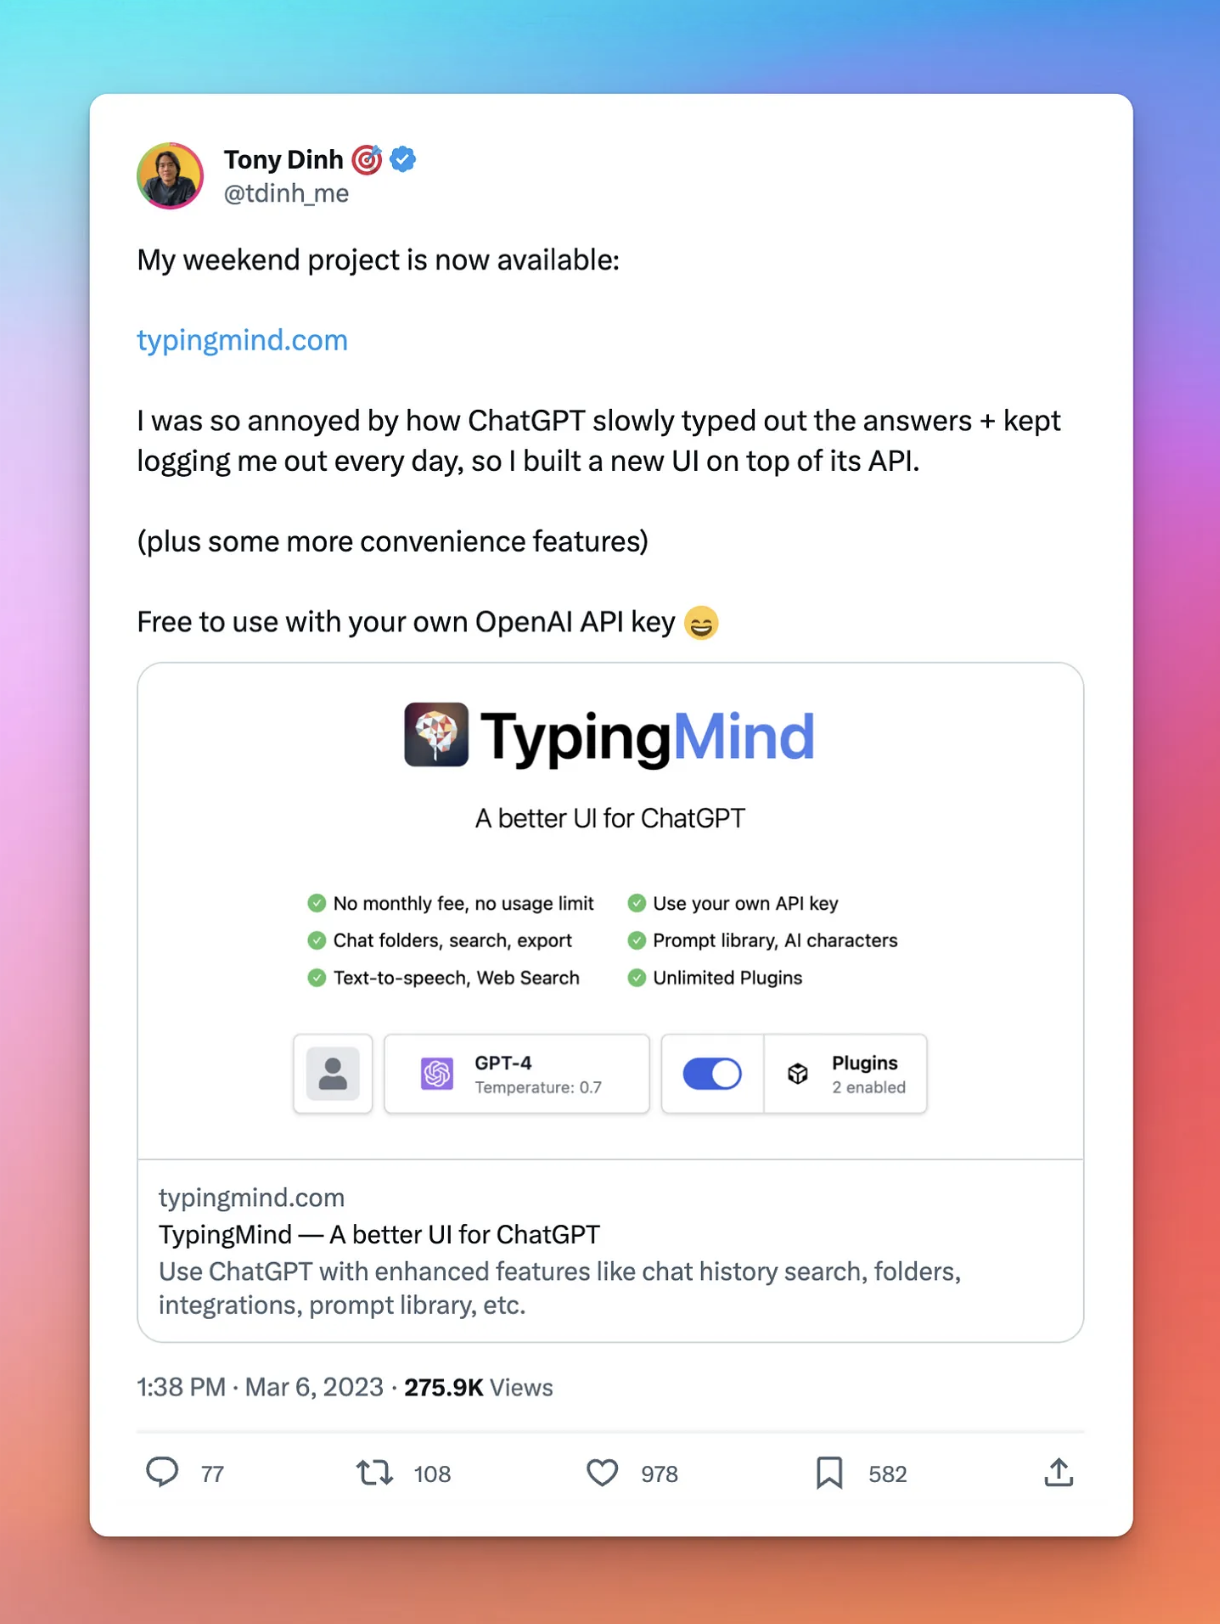 Tony Dinh 🎯
@tdinh_me
My weekend project is now available:
typingmind.com
I was so annoyed by how ChatGPT slowly typed out the answers + kept
logging me out every day, so I built a new UI on top of its API.
(plus some more convenience features)
Free to use with your own OpenAI API key 😄
TypingMind
A better UI for ChatGPT
No monthly fee, no usage limit
Use your own API key
Chat folders, search, export
Prompt library, AI characters
Text-to-speech, Web Search
Unlimited Plugins
GPT-4
Temperature: 0.7
Plugins
2 enabled
typingmind.com
TypingMind — A better UI for ChatGPT
Use ChatGPT with enhanced features like chat history search, folders,
integrations, prompt library, etc.
1:38 PM · Mar 6, 2023 · 275.9K Views
77 108 978 582